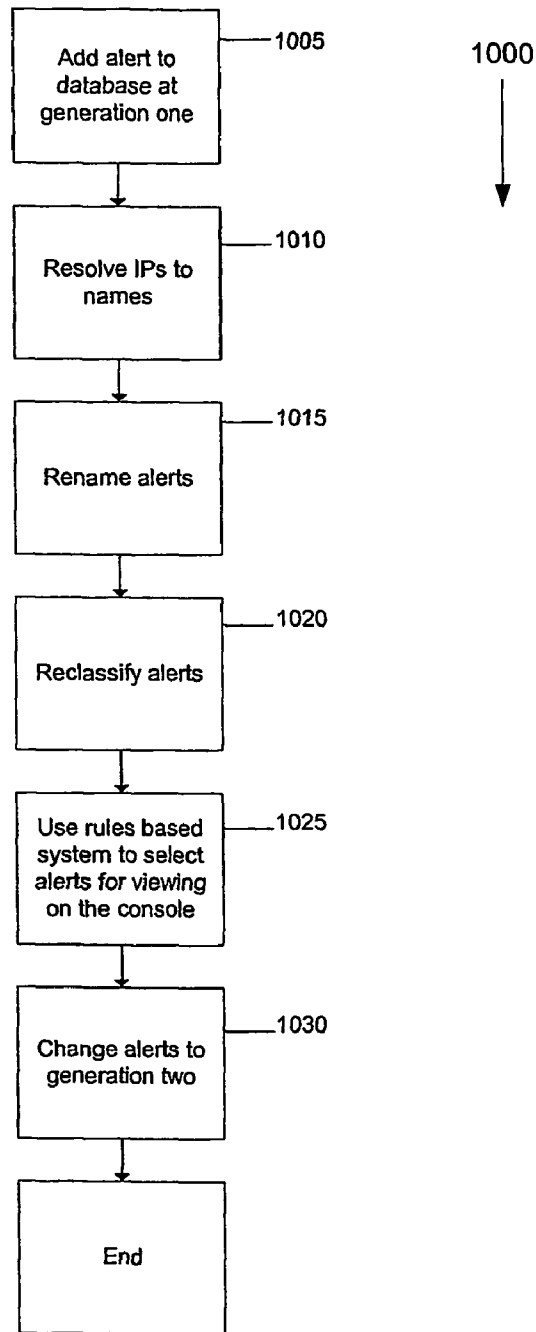 Add alert to
database at
generation one
1005
1000
Resolve IPs to
names
1010
Rename alerts
1015
Reclassify alerts
1020
Use rules based
system to select
alerts for viewing
on the console
1025
Change alerts to
generation two
1030
End